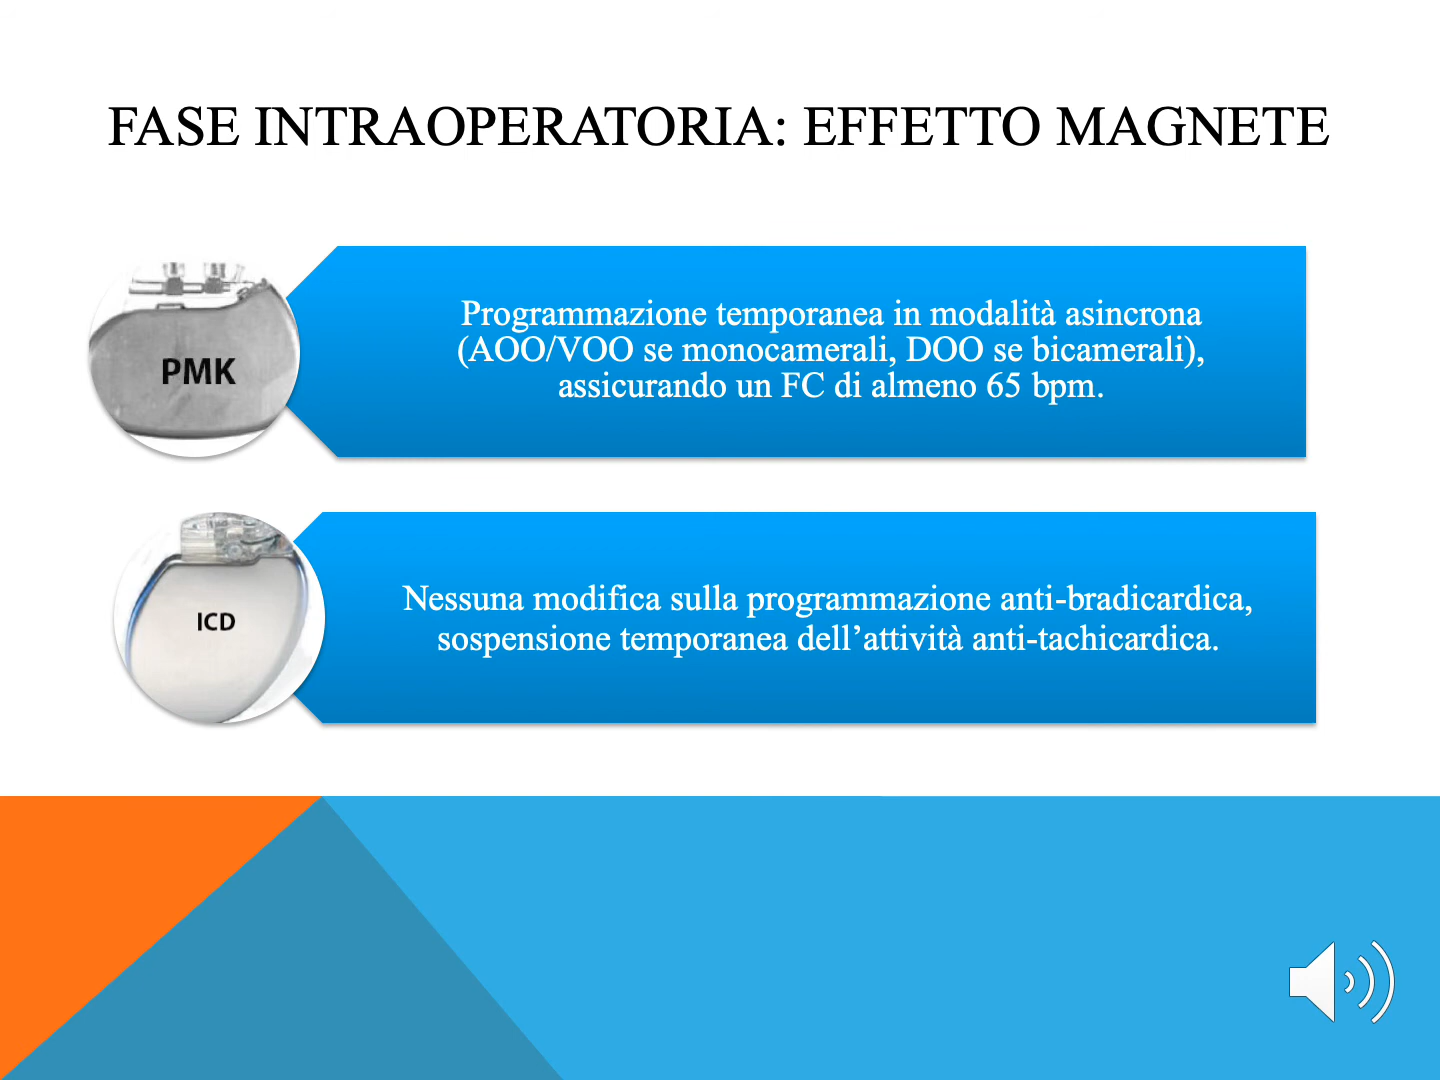 FASE INTRAOPERATORIA: EFFETTO MAGNETE
PMK
Programmazione temporanea in modalità asincrona
(AOO/VOO se monocamerali, DOO se bicamerali),
assicurando un FC di almeno 65 bpm.
ICD
Nessuna modifica sulla programmazione anti-bradicardica,
sospensione temporanea dell’attività anti-tachicardica.